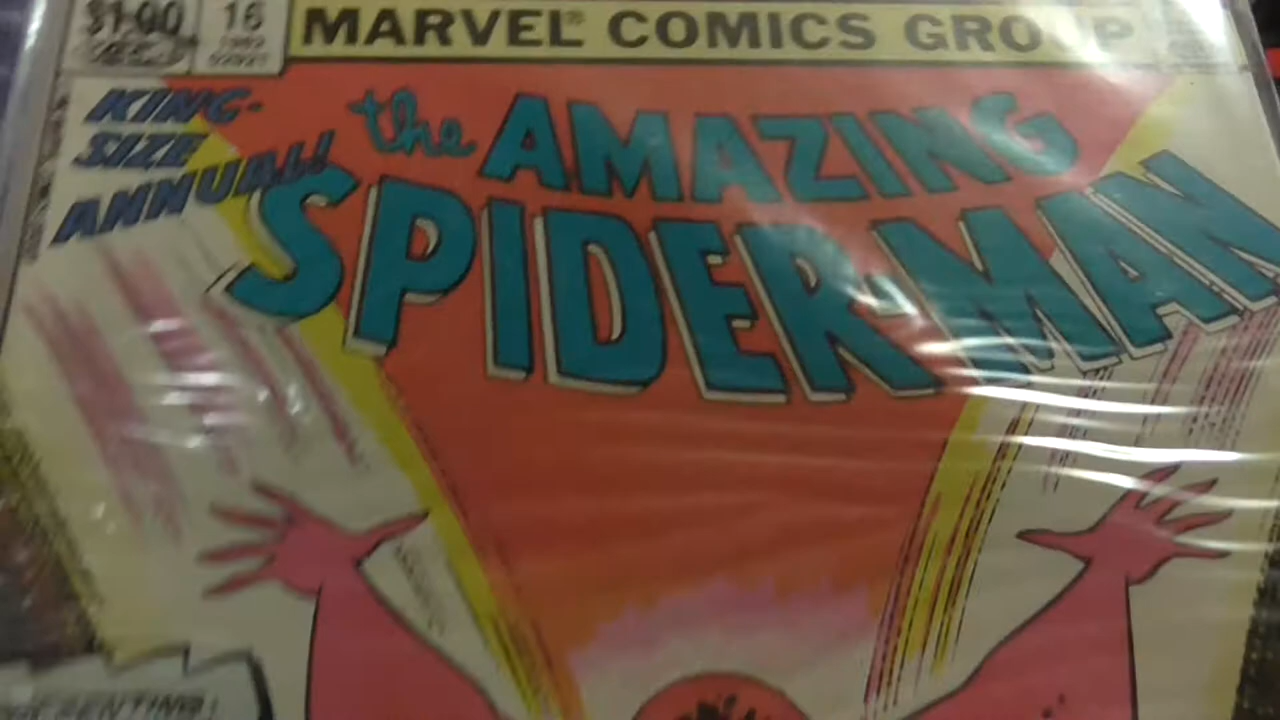 $1.00 16 MARVEL® COMICS GROUP
KING-
SIZE
ANNUAL!
the AMAZING
SPIDER-MAN